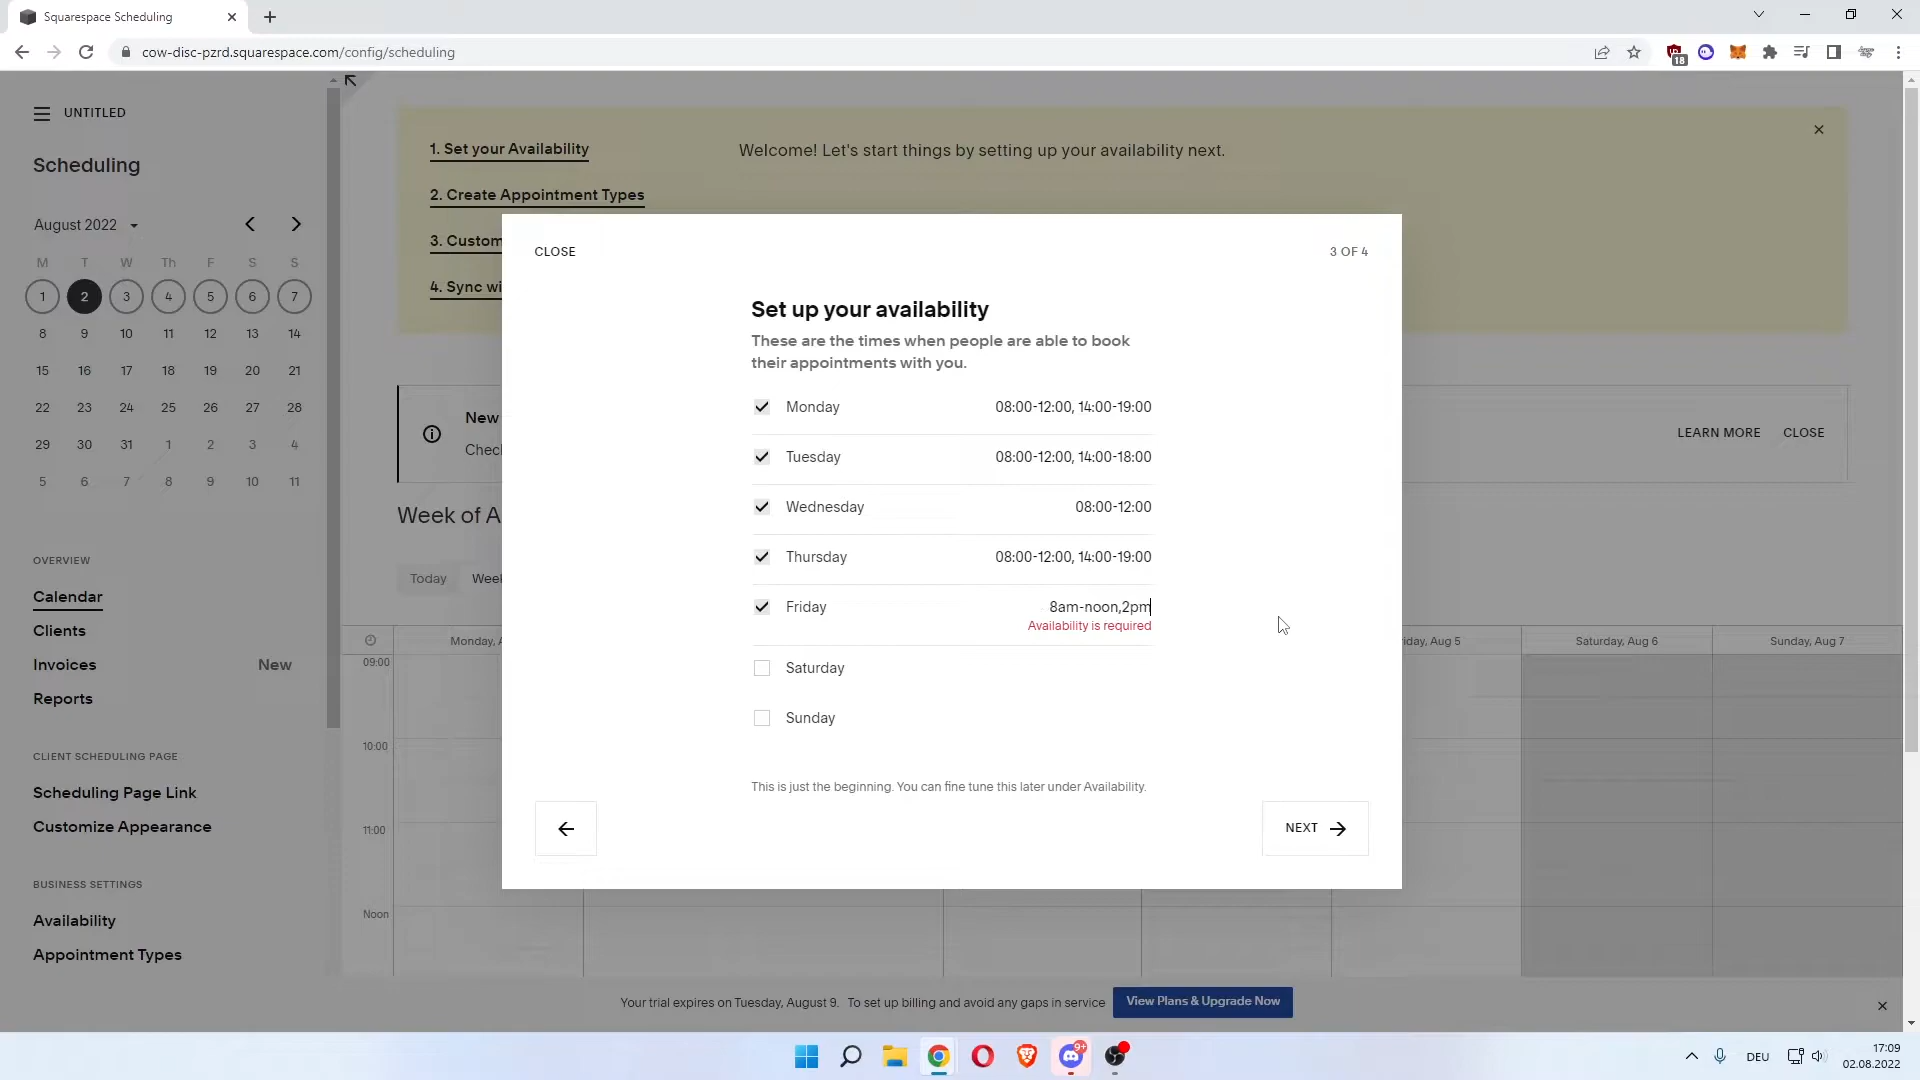 Squarespace Scheduling
cow-disc-pzrd.squarespace.com/config/scheduling
18
UNTITLED
Scheduling
August 2022
M T W Th F S S
1 2 3 4 5 6 7
8 9 10 11 12 13 14
15 16 17 18 19 20 21
22 23 24 25 26 27 28
29 30 31 1 2 3 4
5 6 7 8 9 10 11
OVERVIEW
Calendar
Clients
Invoices New
Reports
CLIENT SCHEDULING PAGE
Scheduling Page Link
Customize Appearance
BUSINESS SETTINGS
Availability
Appointment Types
1. Set your Availability
Welcome! Let's start things by setting up your availability next.
2. Create Appointment Types
3. Custom
4. Sync wi
New
Chec
LEARN MORE CLOSE
Week of A
Today Week
Monday, A
iday, Aug 5
Saturday, Aug 6
Sunday, Aug 7
09:00
10:00
11:00
Noon
CLOSE
3 OF 4
Set up your availability
These are the times when people are able to book
their appointments with you.
Monday 08:00-12:00, 14:00-19:00
Tuesday 08:00-12:00, 14:00-18:00
Wednesday 08:00-12:00
Thursday 08:00-12:00, 14:00-19:00
Friday 8am-noon,2pm
Availability is required
Saturday
Sunday
This is just the beginning. You can fine tune this later under Availability.
NEXT
Your trial expires on Tuesday, August 9. To set up billing and avoid any gaps in service
View Plans & Upgrade Now
9+
DEU
17:09
02.08.2022